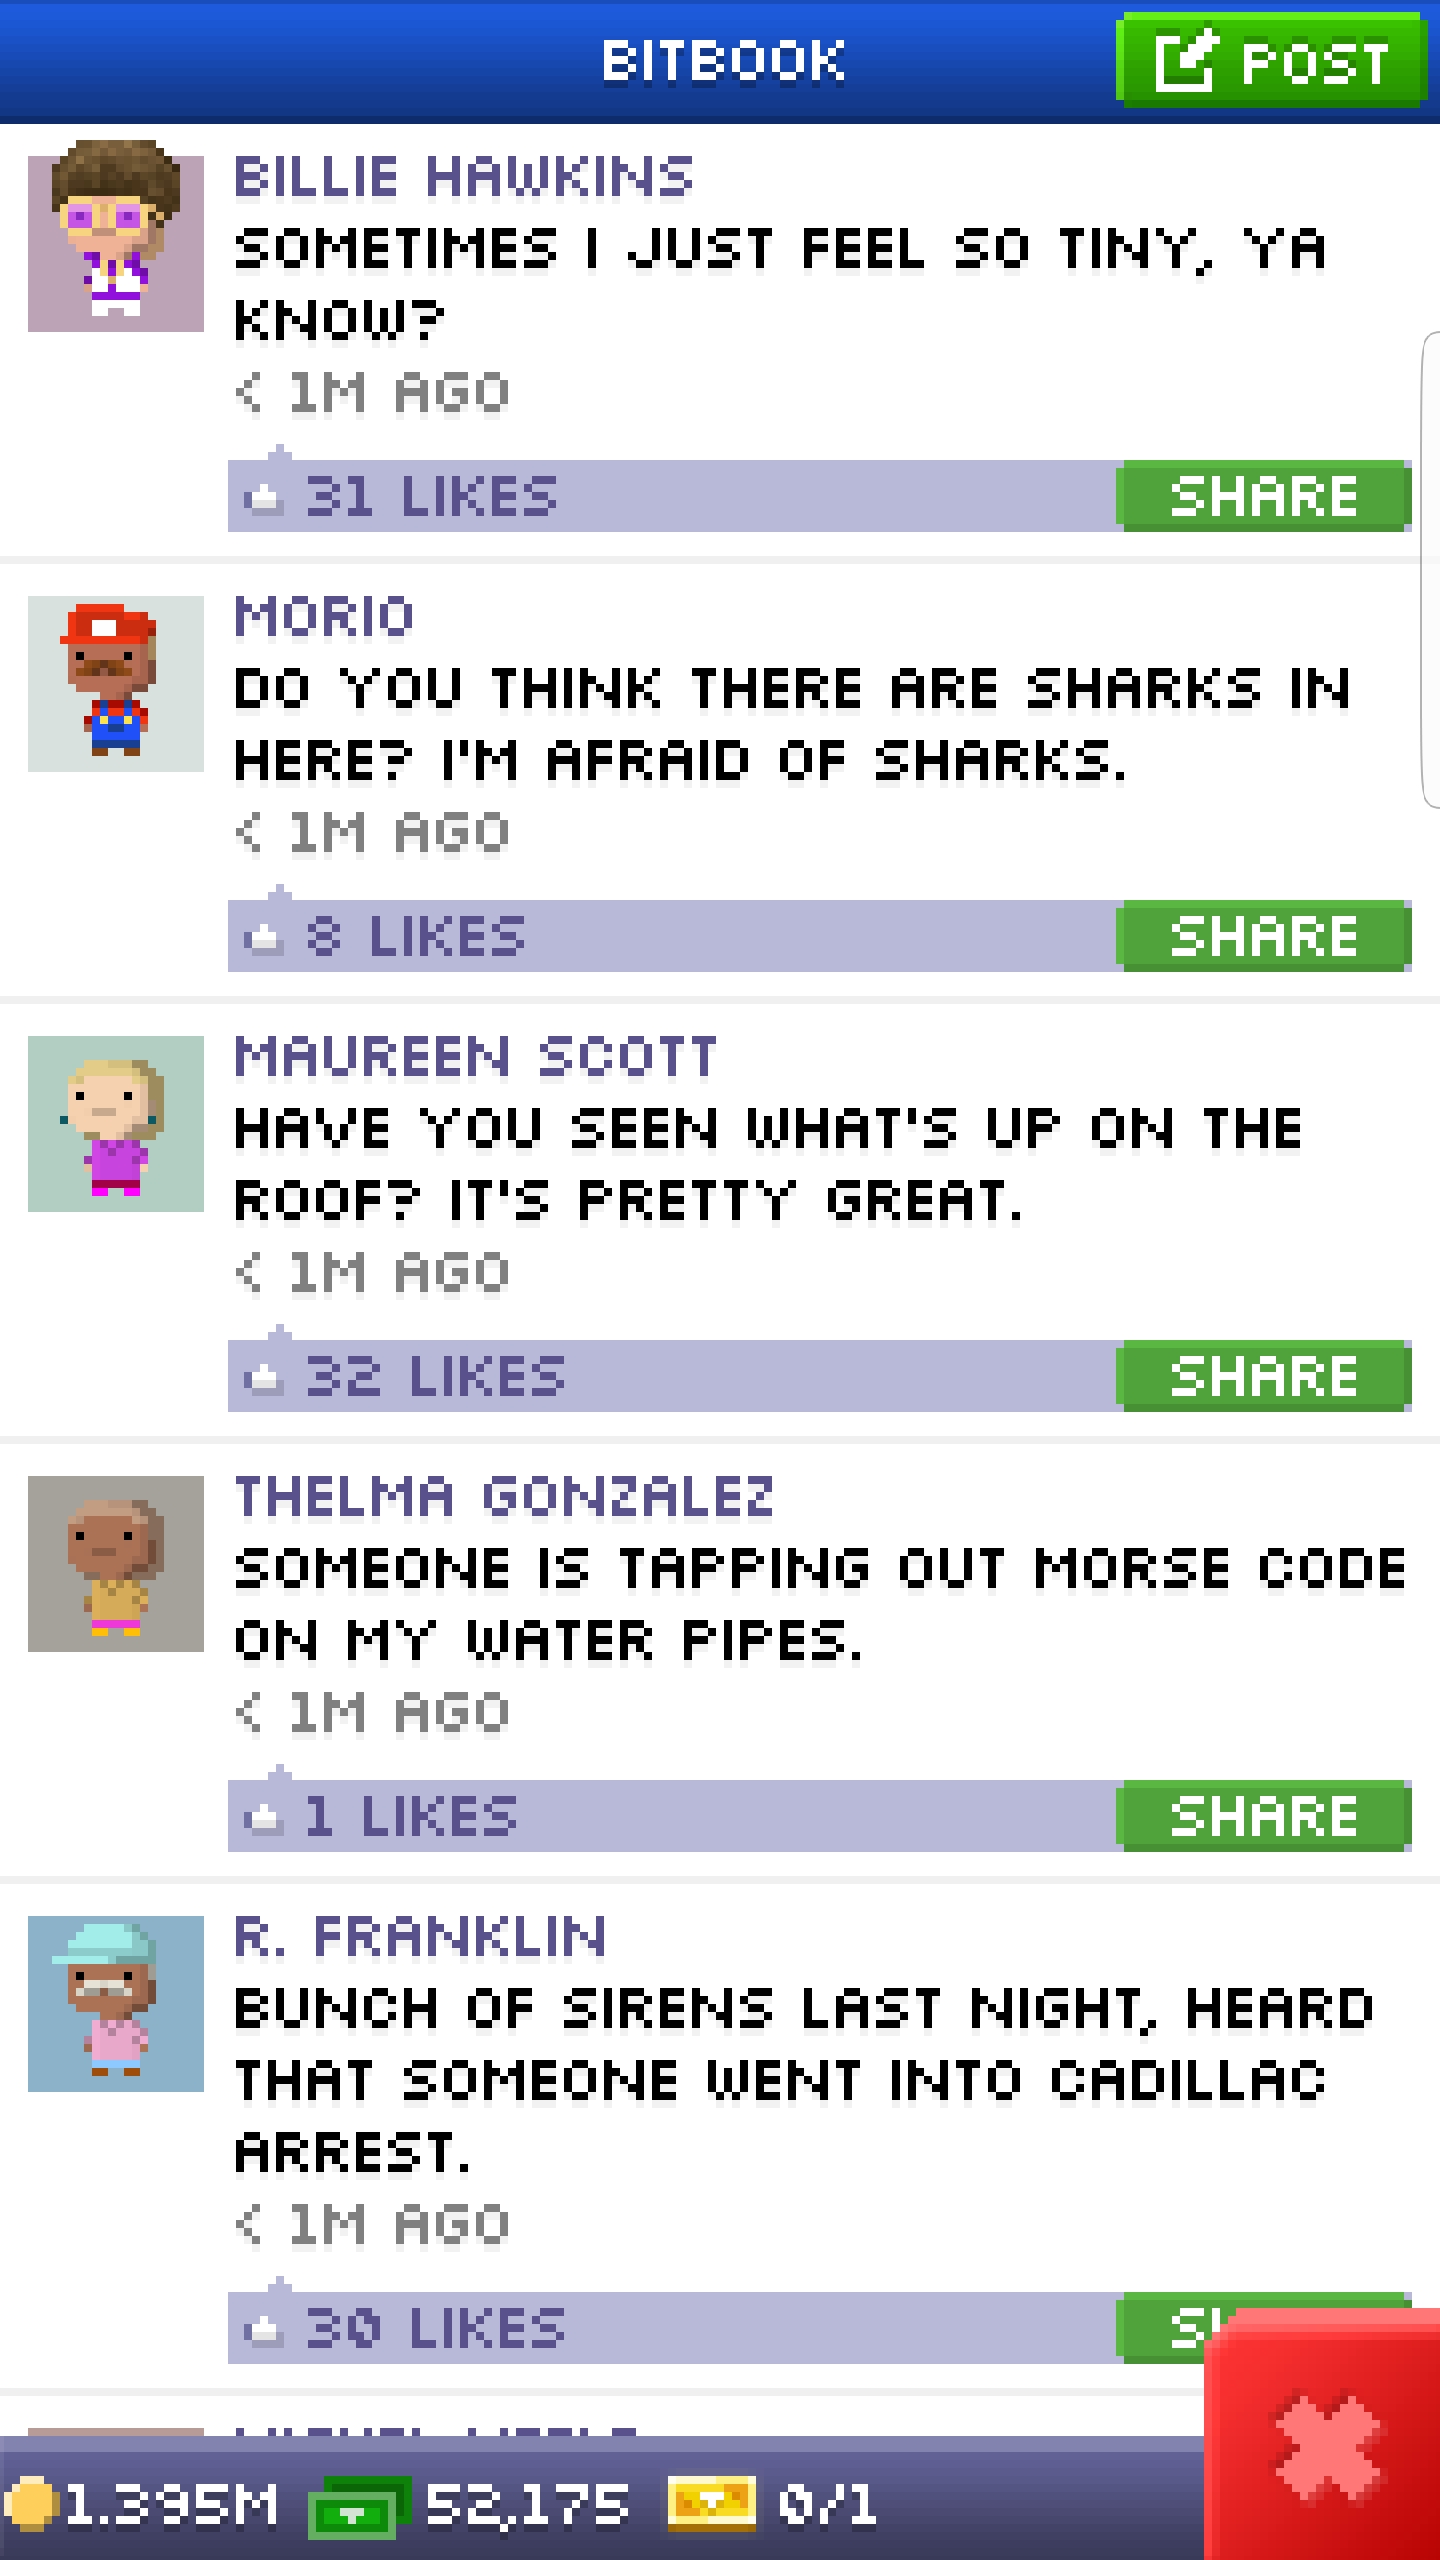 BITBOOK
POST
BILLIE HAWKINS
SOMETIMES I JUST FEEL SO TINY, YA
KNOW?
< 1M AGO
31 LIKES
SHARE
MORIO
DO YOU THINK THERE ARE SHARKS IN
HERE? I'M AFRAID OF SHARKS.
< 1M AGO
8 LIKES
SHARE
MAUREEN SCOTT
HAVE YOU SEEN WHAT'S UP ON THE
ROOF? IT'S PRETTY GREAT.
< 1M AGO
32 LIKES
SHARE
THELMA GONZALEZ
SOMEONE IS TAPPING OUT MORSE CODE
ON MY WATER PIPES.
< 1M AGO
1 LIKES
SHARE
R. FRANKLIN
BUNCH OF SIRENS LAST NIGHT, HEARD
THAT SOMEONE WENT INTO CADILLAC
ARREST.
< 1M AGO
30 LIKES
1.395M
52,175
0/1